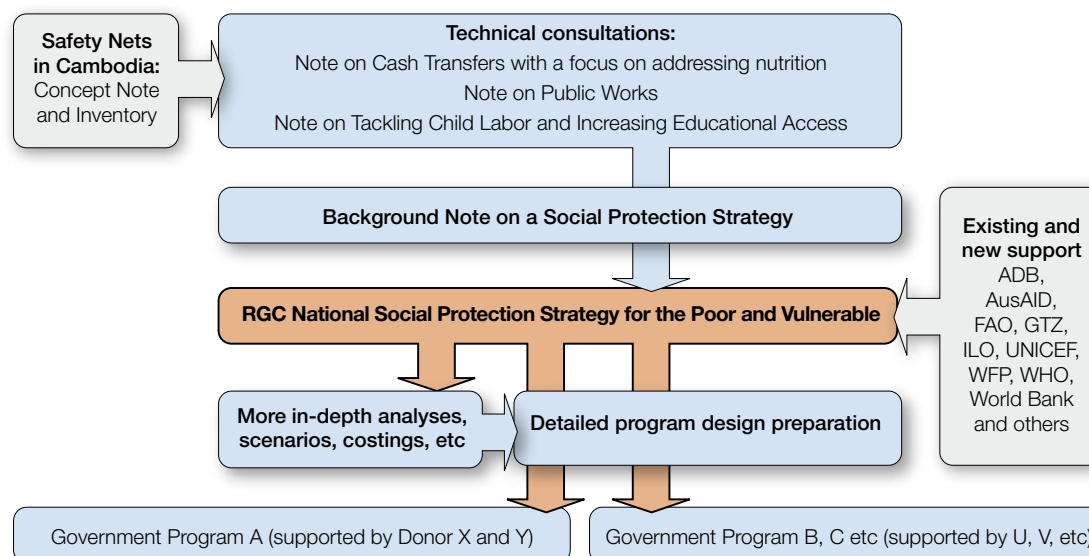 Safety Nets
in Cambodia:
Concept Note
and Inventory
Technical consultations:
Note on Cash Transfers with a focus on addressing nutrition
Note on Public Works
Note on Tackling Child Labor and Increasing Educational Access
Background Note on a Social Protection Strategy
Existing and
new support
ADB,
AusAID,
FAO, GTZ,
ILO, UNICEF,
WFP, WHO,
World Bank
and others
RGC National Social Protection Strategy for the Poor and Vulnerable
More in-depth analyses,
scenarios, costings, etc
Detailed program design preparation
Government Program A (supported by Donor X and Y)
Government Program B, C etc (supported by U, V, etc)